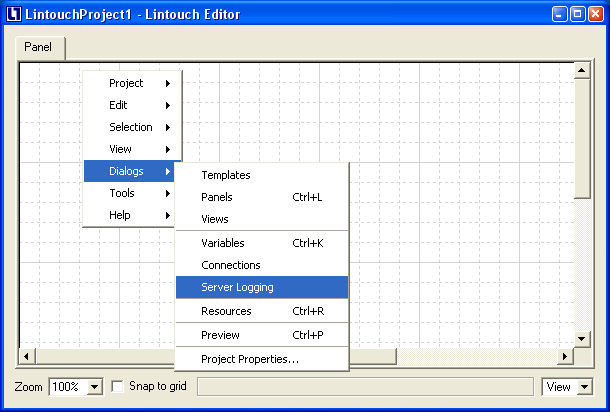 LintouchProject1 - Lintouch Editor
Panel
Project
Edit
Selection
View
Dialogs
Tools
Help
Templates
Panels Ctrl+L
Views
Variables Ctrl+K
Connections
Server Logging
Resources Ctrl+R
Preview Ctrl+P
Project Properties...
Zoom 100% Snap to grid View